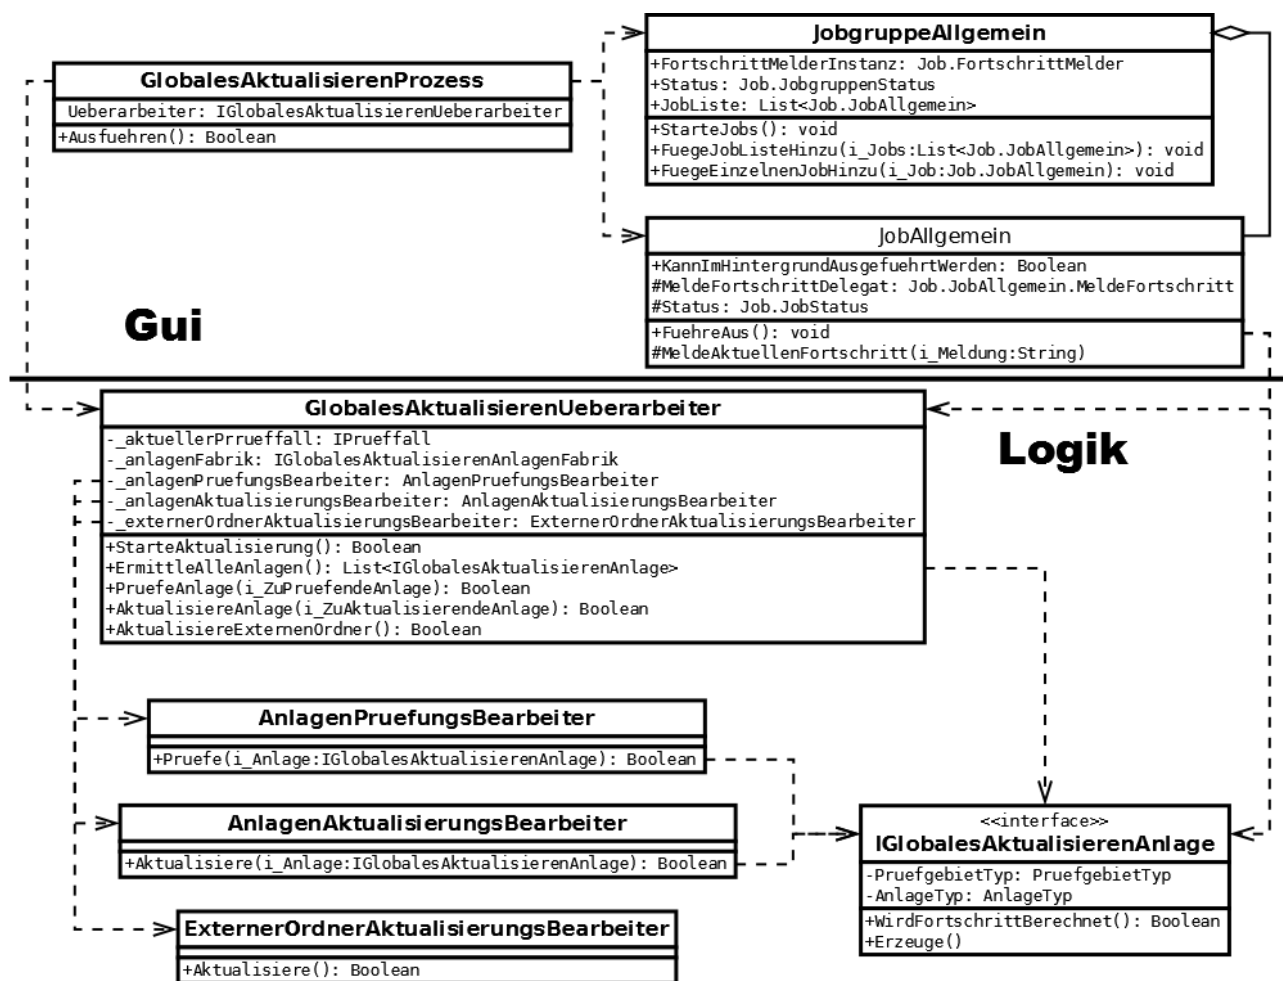 GlobalesAktualisierenProzess
Ueberarbeiter: IGlobalesAktualisierenUeberarbeiter
+Ausfuehren(): Boolean
JobgruppeAllgemein
+FortschrittMelderInstanz: Job.FortschrittMelder
+Status: Job.JobgruppenStatus
+JobListe: List<Job.JobAllgemein>
+StarteJobs(): void
+FuegeJobListeHinzu(i_Jobs:List<Job.JobAllgemein>): void
+FuegeEinzelnenJobHinzu(i_Job:Job.JobAllgemein): void
JobAllgemein
+KannImHintergrundAusgefuehrtWerden: Boolean
#MeldeFortschrittDelegat: Job.JobAllgemein.MeldeFortschritt
#Status: Job.JobStatus
+FuehreAus(): void
#MeldeAktuellenFortschritt(i_Meldung:String)
Gui
GlobalesAktualisierenUeberarbeiter
-_aktuellerPrrueffall: IPrueffall
-_anlagenFabrik: IGlobalesAktualisierenAnlagenFabrik
-_anlagenPruefungsBearbeiter: AnlagenPruefungsBearbeiter
-_anlagenAktualisierungsBearbeiter: AnlagenAktualisierungsBearbeiter
-_externerOrdnerAktualisierungsBearbeiter: ExternerOrdnerAktualisierungsBearbeiter
+StarteAktualisierung(): Boolean
+ErmittleAlleAnlagen(): List<IGlobalesAktualisierenAnlage>
+PruefeAnlage(i_ZuPruefendeAnlage): Boolean
+AktualisiereAnlage(i_ZuAktualisierendeAnlage): Boolean
+AktualisiereExternenOrdner(): Boolean
Logik
AnlagenPruefungsBearbeiter
+Pruefe(i_Anlage:IGlobalesAktualisierenAnlage): Boolean
AnlagenAktualisierungsBearbeiter
+Aktualisiere(i_Anlage:IGlobalesAktualisierenAnlage): Boolean
ExternerOrdnerAktualisierungsBearbeiter
+Aktualisiere(): Boolean
<<interface>>
IGlobalesAktualisierenAnlage
-PruefgebietTyp: PruefgebietTyp
-AnlageTyp: AnlageTyp
+WirdFortschrittBerechnet(): Boolean
+Erzeuge()